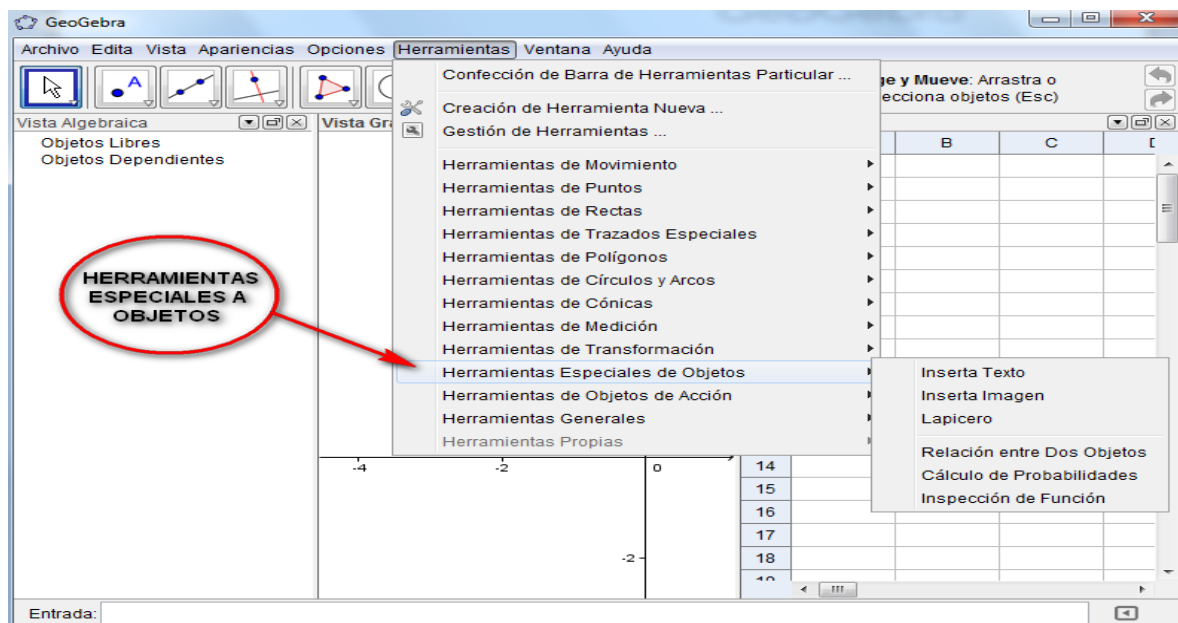 GeoGebra
Archivo Edita Vista Apariencias Opciones Herramientas Ventana Ayuda
A
y Mueve: Arrastra o
objetos (Esc)
Vista Algebraica
Vista
Objetos Libres
Objetos Dependientes
HERRAMIENTAS
ESPECIALES A
OBJETOS
Confección de Barra de Herramientas Particular ...
Creación de Herramienta Nueva ...
Gestión de Herramientas ...
Herramientas de Movimiento
Herramientas de Puntos
Herramientas de Rectas
Herramientas de Trazados Especiales
Herramientas de Polígonos
Herramientas de Círculos y Arcos
Herramientas de Cónicas
Herramientas de Medición
Herramientas de Transformación
Herramientas Especiales de Objetos
Herramientas de Objetos de Acción
Herramientas Generales
Herramientas Propias
Inserta Texto
Inserta Imagen
Lapicero
Relación entre Dos Objetos
Cálculo de Probabilidades
Inspección de Función
B C
-4 -2 0
-2
14
15
16
17
18
Entrada: